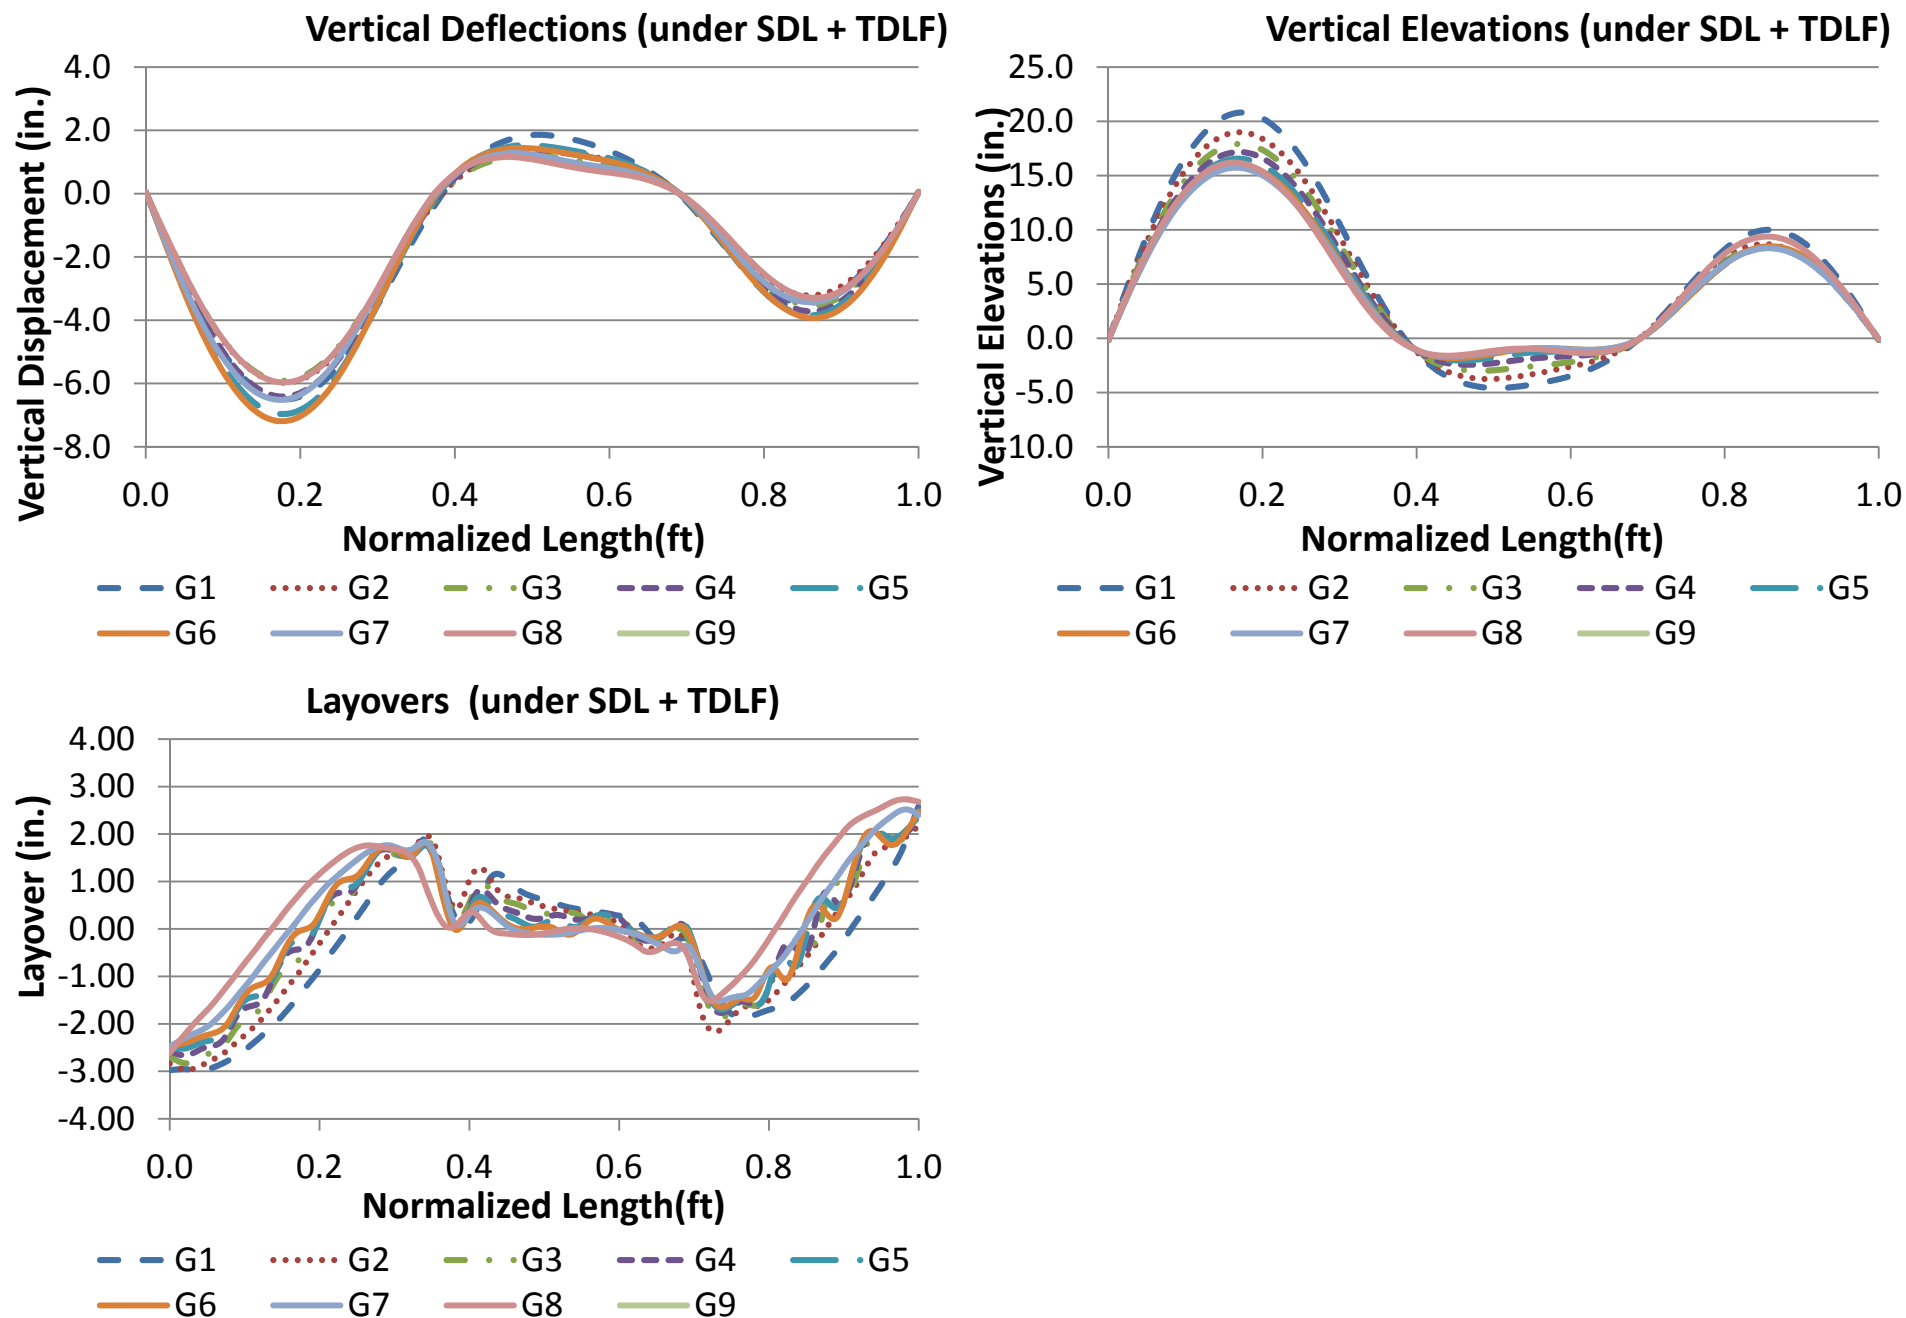 Vertical Deflections (under SDL + TDLF)
Vertical Displacement (in.)
4.0
2.0
0.0
-2.0
-4.0
-6.0
-8.0
0.0 0.2 0.4 0.6 0.8 1.0
Normalized Length(ft)
G1 G2 G3 G4 G5
G6 G7 G8 G9
Vertical Elevations (under SDL + TDLF)
Vertical Elevations (in.)
25.0
20.0
15.0
10.0
5.0
0.0
-5.0
-10.0
0.0 0.2 0.4 0.6 0.8 1.0
Normalized Length(ft)
G1 G2 G3 G4 G5
G6 G7 G8 G9
Layovers (under SDL + TDLF)
Layover (in.)
4.00
3.00
2.00
1.00
0.00
-1.00
-2.00
-3.00
-4.00
0.0 0.2 0.4 0.6 0.8 1.0
Normalized Length(ft)
G1 G2 G3 G4 G5
G6 G7 G8 G9